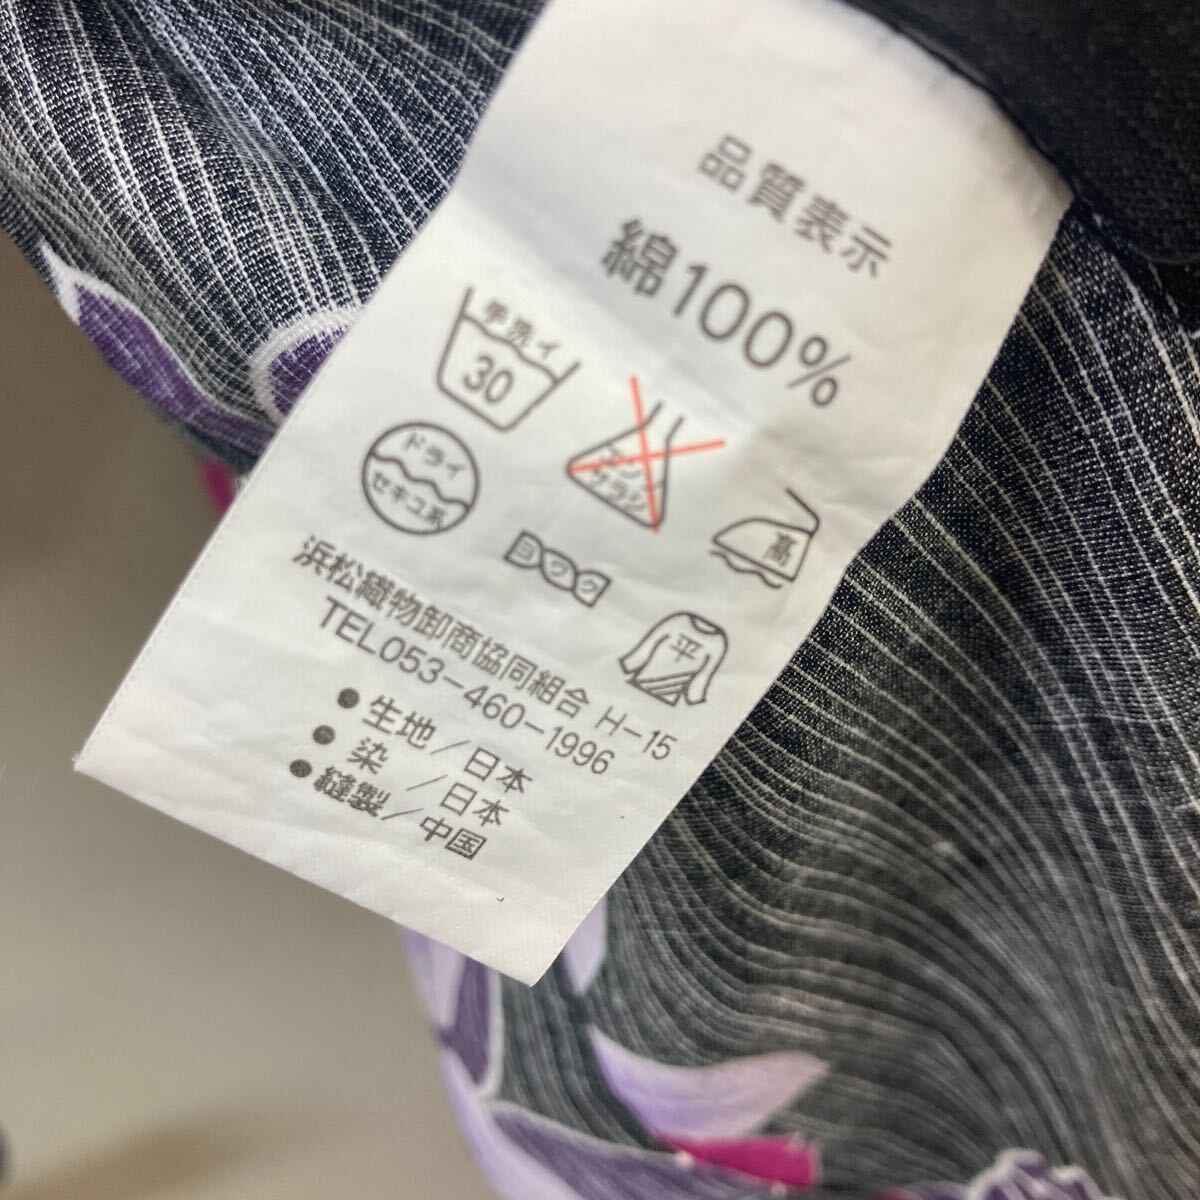 品質表示
綿100%
手洗イ
30
エンソ
サラシ
高
ドライ
セキユ系
ヨワク
平
浜松織物卸商協同組合 H-15
TEL053-460-1996
●生地/日本
●染 /日本
●縫製/中国